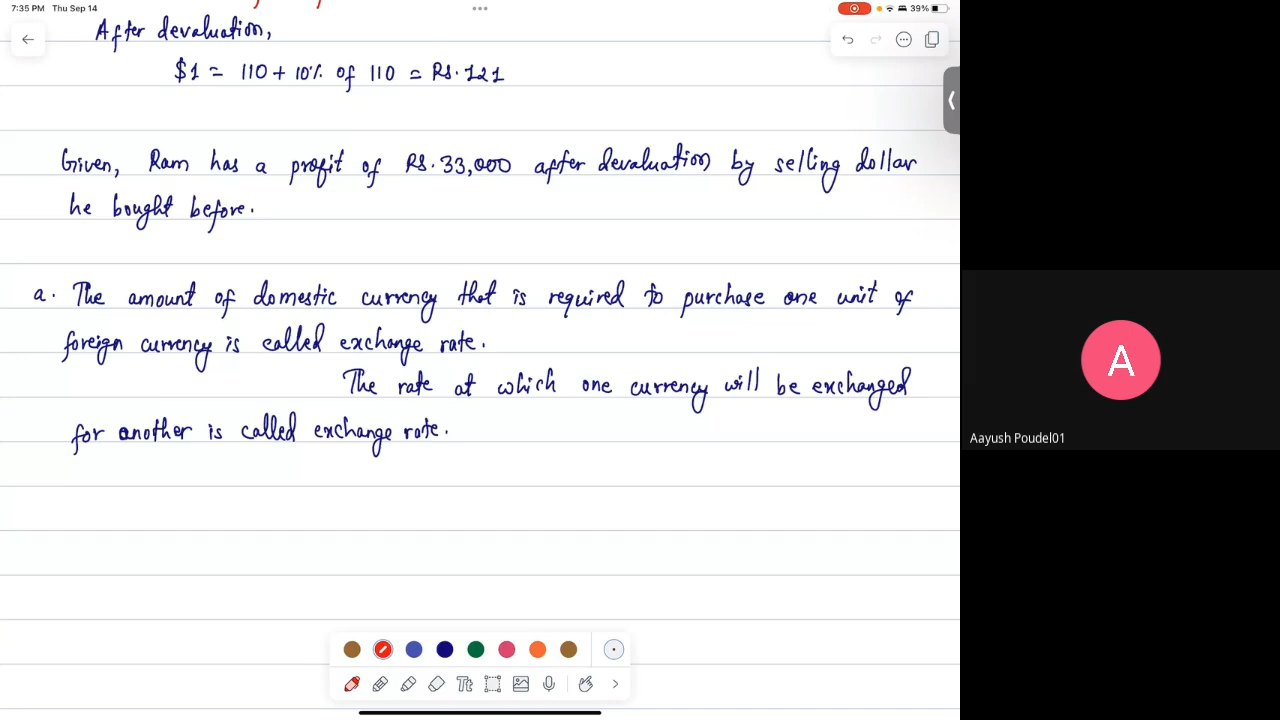 7:35 PM Thu Sep 14
39%
After devaluation,
$1 = 110 + 10% of 110 = Rs. 121
Given, Ram has a profit of Rs. 33,000 after devaluation by selling dollar
he bought before.
a. The amount of domestic currency that is required to purchase one unit of
foreign currency is called exchange rate.
The rate at which one currency will be exchanged
for another is called exchange rate.
Tt
A
Aayush Poudel01